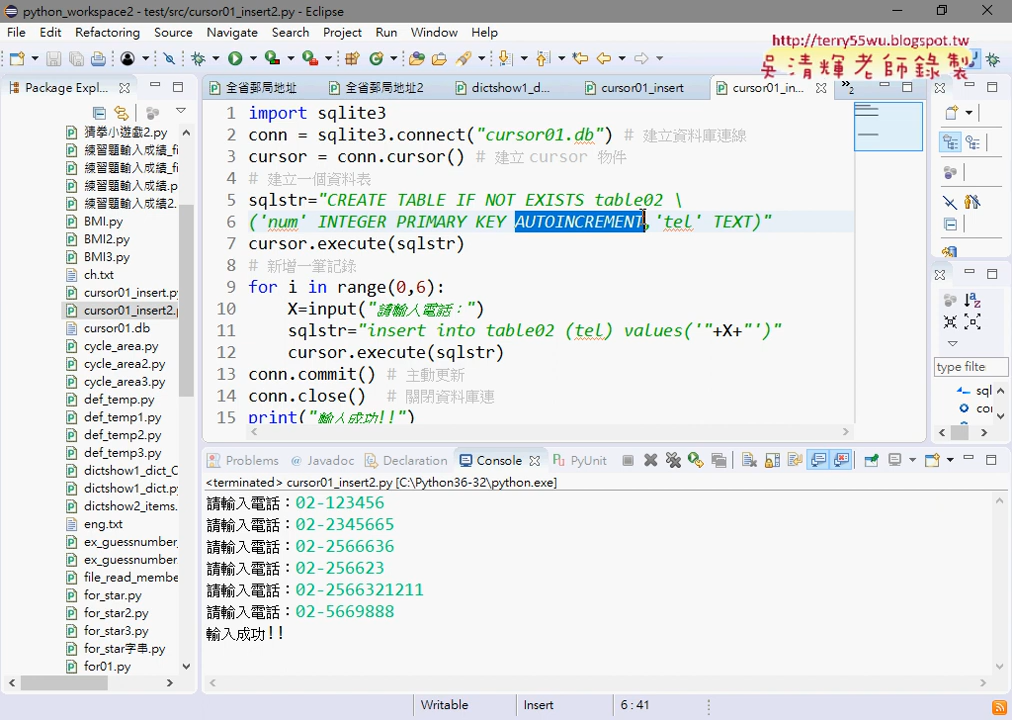 python_workspace2 - test/src/cursor01_insert2.py - Eclipse
File Edit Refactoring Source Navigate Search Project Run Window Help
http://terry55wu.blogspot.tw
吳清輝老師錄製
Package Expl...
全省郵局地址
全省郵局地址2
dictshow1_d...
cursor01_insert
cursor01_in...
2
猜拳小遊戲2.py
練習題輸入成績_fi
練習題輸入成績_fi
練習題輸入成績.p
練習題輸入成績2.
BMI.py
BMI2.py
BMI3.py
ch.txt
cursor01_insert.py
cursor01_insert2.p
cursor01.db
cycle_area.py
cycle_area2.py
cycle_area3.py
def_temp.py
def_temp1.py
def_temp2.py
def_temp3.py
dictshow1_dict_C
dictshow1_dict.py
dictshow2_items.
eng.txt
ex_guessnumber_
ex_guessnumber.
file_read_membe
for_star.py
for_star2.py
for_star3.py
for_star字串.py
for01.py
1 import sqlite3
2 conn = sqlite3.connect("cursor01.db") # 建立資料庫連線
3 cursor = conn.cursor() # 建立 cursor 物件
4 # 建立一個資料表
5 sqlstr="CREATE TABLE IF NOT EXISTS table02 \
6 ('num' INTEGER PRIMARY KEY AUTOINCREMENT,'tel' TEXT)"
7 cursor.execute(sqlstr)
8 # 新增一筆記錄
9 for i in range(0,6):
10 X=input("請輸入電話：")
11 sqlstr="insert into table02 (tel) values('"+X+"')"
12 cursor.execute(sqlstr)
13 conn.commit() # 主動更新
14 conn.close() # 關閉資料庫連
15 print("輸入成功!!")
type filte
sql
Problems Javadoc Declaration Console PyUnit
<terminated> cursor01_insert2.py [C:\Python36-32\python.exe]
請輸入電話：02-123456
請輸入電話：02-2345665
請輸入電話：02-2566636
請輸入電話：02-256623
請輸入電話：02-2566321211
請輸入電話：02-5669888
輸入成功!!
Writable Insert 6 : 41